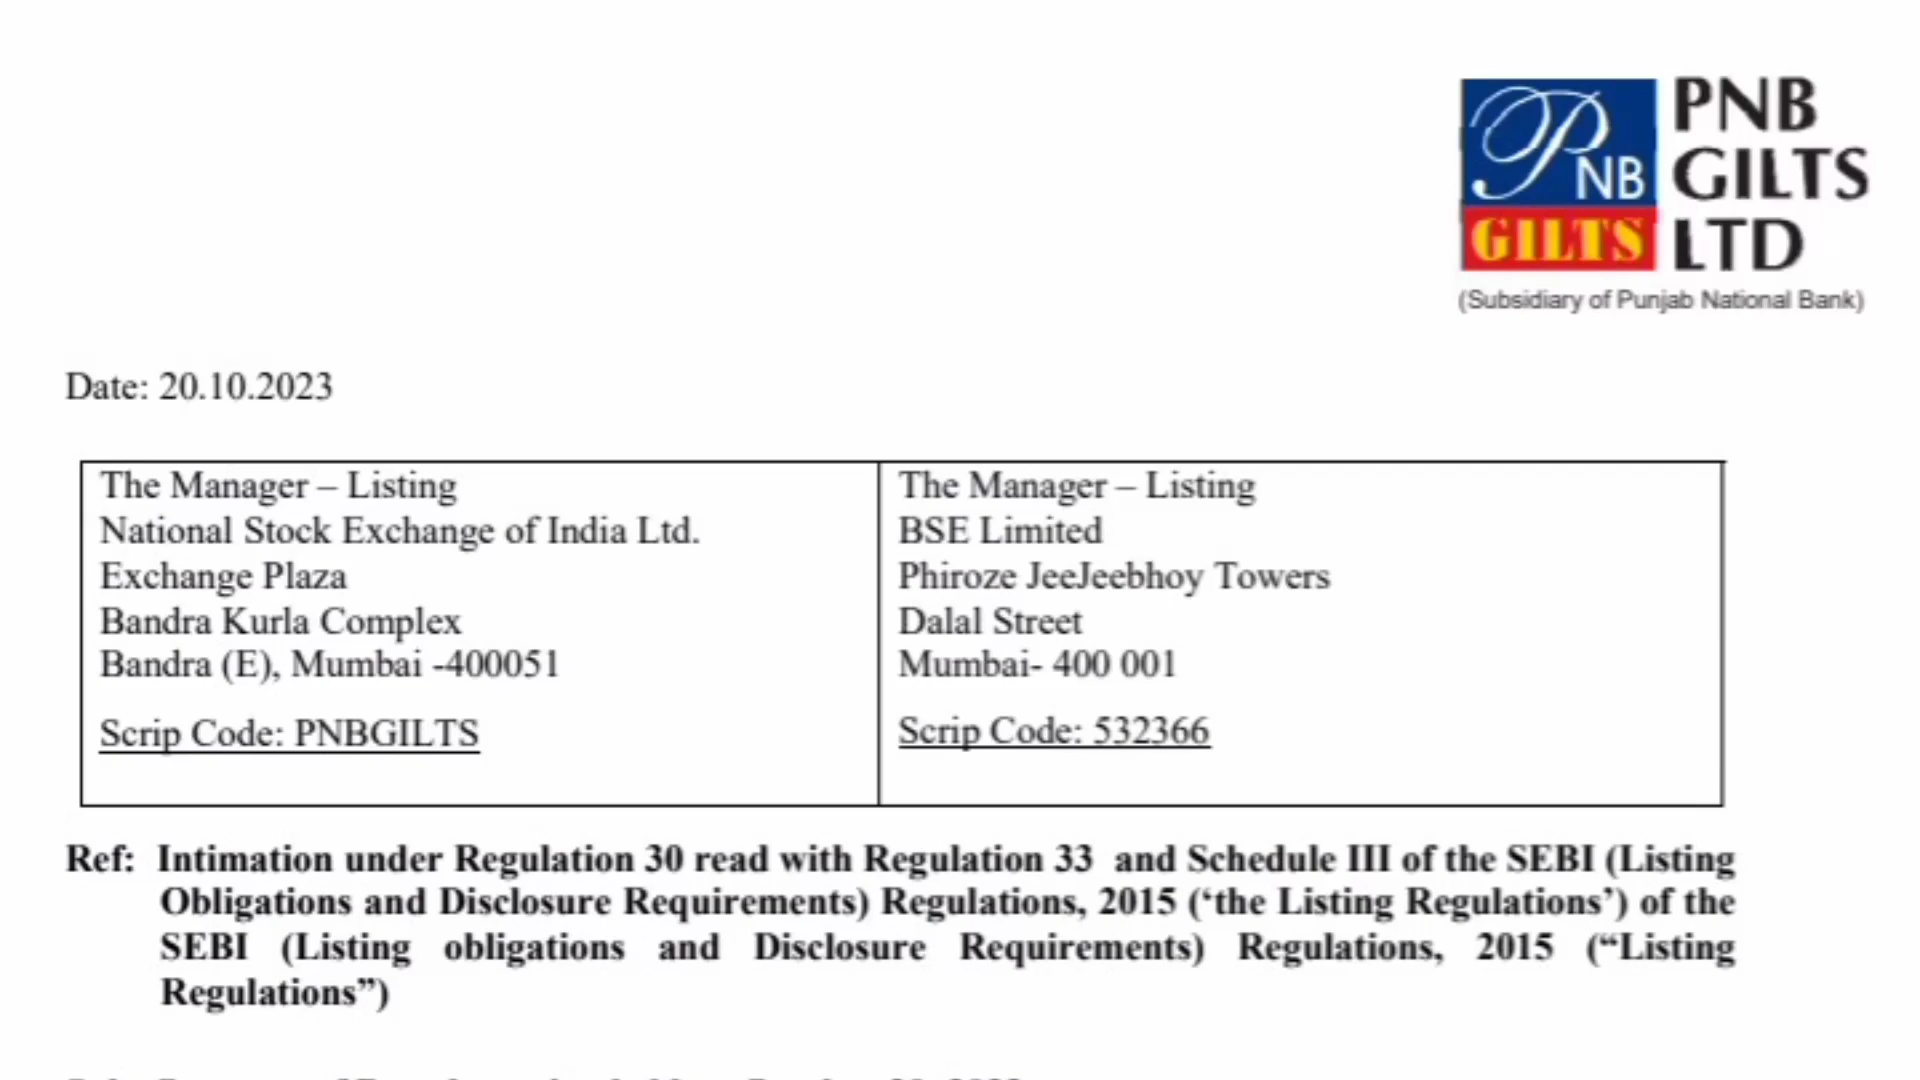 PNB
GILTS
PNB
GILTS
LTD
(Subsidiary of Punjab National Bank)
Date: 20.10.2023
The Manager – Listing
National Stock Exchange of India Ltd.
Exchange Plaza
Bandra Kurla Complex
Bandra (E), Mumbai -400051
Scrip Code: PNBGILTS
The Manager – Listing
BSE Limited
Phiroze JeeJeebhoy Towers
Dalal Street
Mumbai- 400 001
Scrip Code: 532366
Ref: Intimation under Regulation 30 read with Regulation 33 and Schedule III of the SEBI (Listing
Obligations and Disclosure Requirements) Regulations, 2015 (‘the Listing Regulations’) of the
SEBI (Listing obligations and Disclosure Requirements) Regulations, 2015 (“Listing
Regulations”)